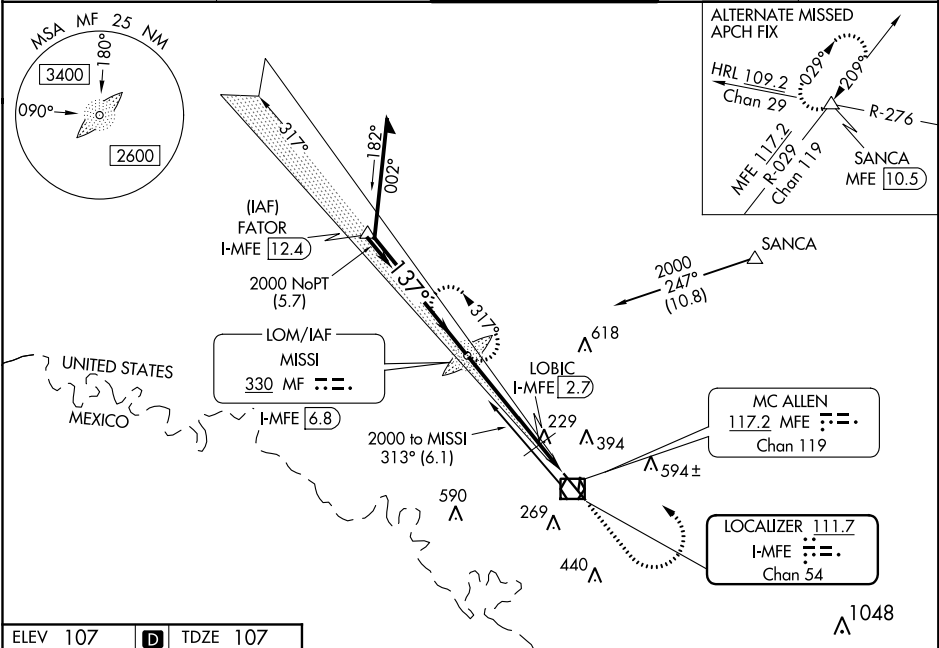 MSA MF 25 NM
180°
3400
090°
2600
ALTERNATE MISSED
APCH FIX
HRL 109.2
Chan 29
029°
209°
R-276
MFE 117.2
R-029
Chan 119
SANCA
MFE 10.5
317°
182°
002°
(IAF)
FATOR
I-MFE 12.4
2000 NoPT
(5.7)
137°
317°
SANCA
2000
247°
(10.8)
618
LOM/IAF
MISSI
330 MF
I-MFE 6.8
UNITED STATES
MEXICO
LOBIC
I-MFE 2.7
229
394
594±
2000 to MISSI
313° (6.1)
MC ALLEN
117.2 MFE
Chan 119
590
269
440
LOCALIZER 111.7
I-MFE
Chan 54
1048
ELEV 107 D TDZE 107